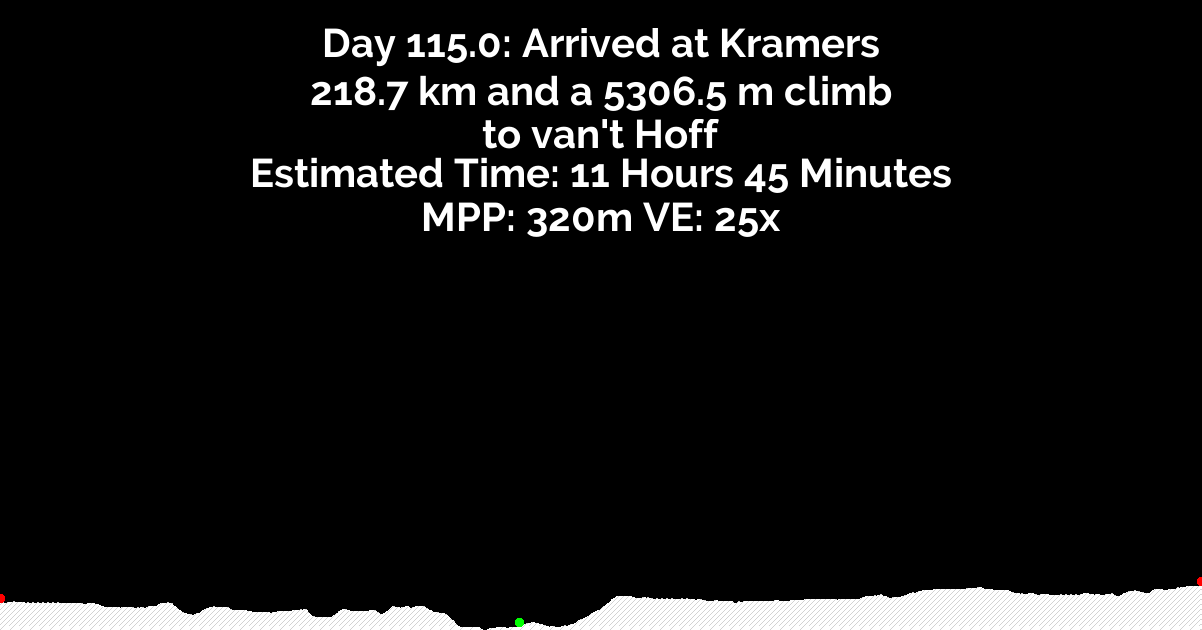 Day 115.0: Arrived at Kramers
218.7 km and a 5306.5 m climb
to van't Hoff
Estimated Time: 11 Hours 45 Minutes
MPP: 320m VE: 25x